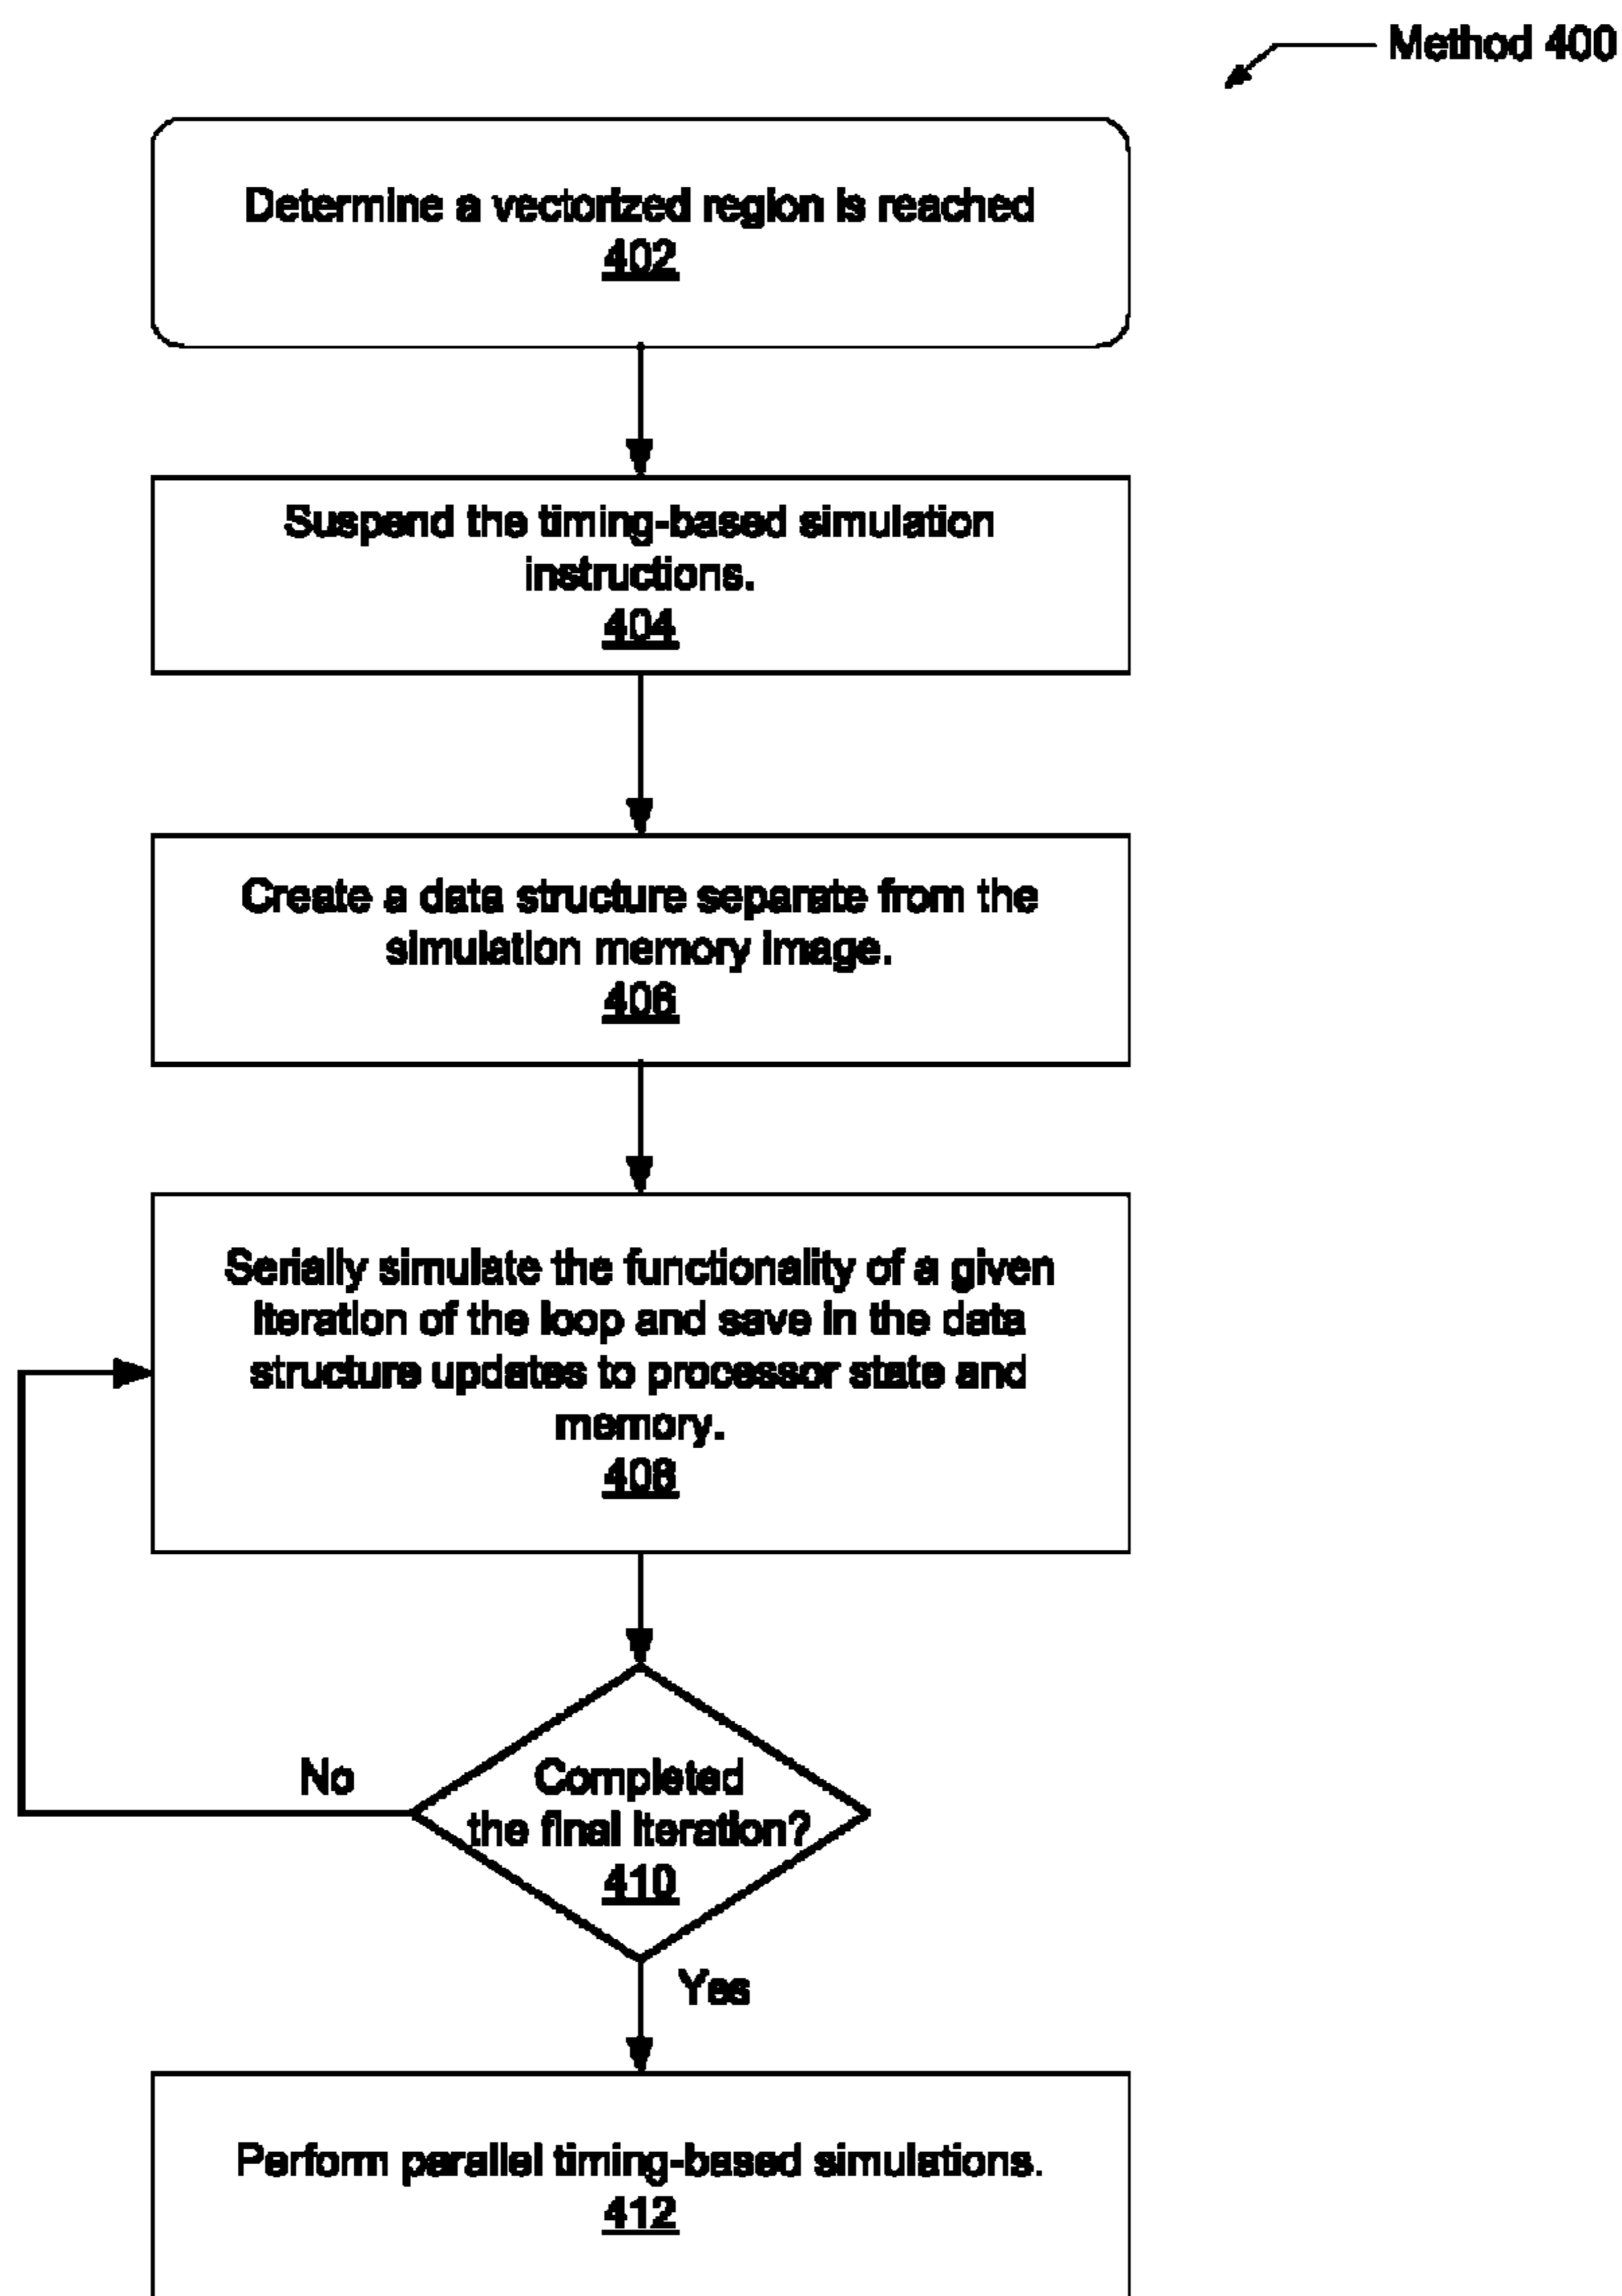 Method 400
Determine a vectorized region is reached
402
Suspend the timing-based simulation
instructions.
404
Create a data structure separate from the
simulation memory image.
406
Serially simulate the functionality of a given
iteration of the loop and save in the data
structure updates to processor state and
memory.
408
No
Completed
the final iteration?
410
Yes
Perform parallel timing-based simulations.
412